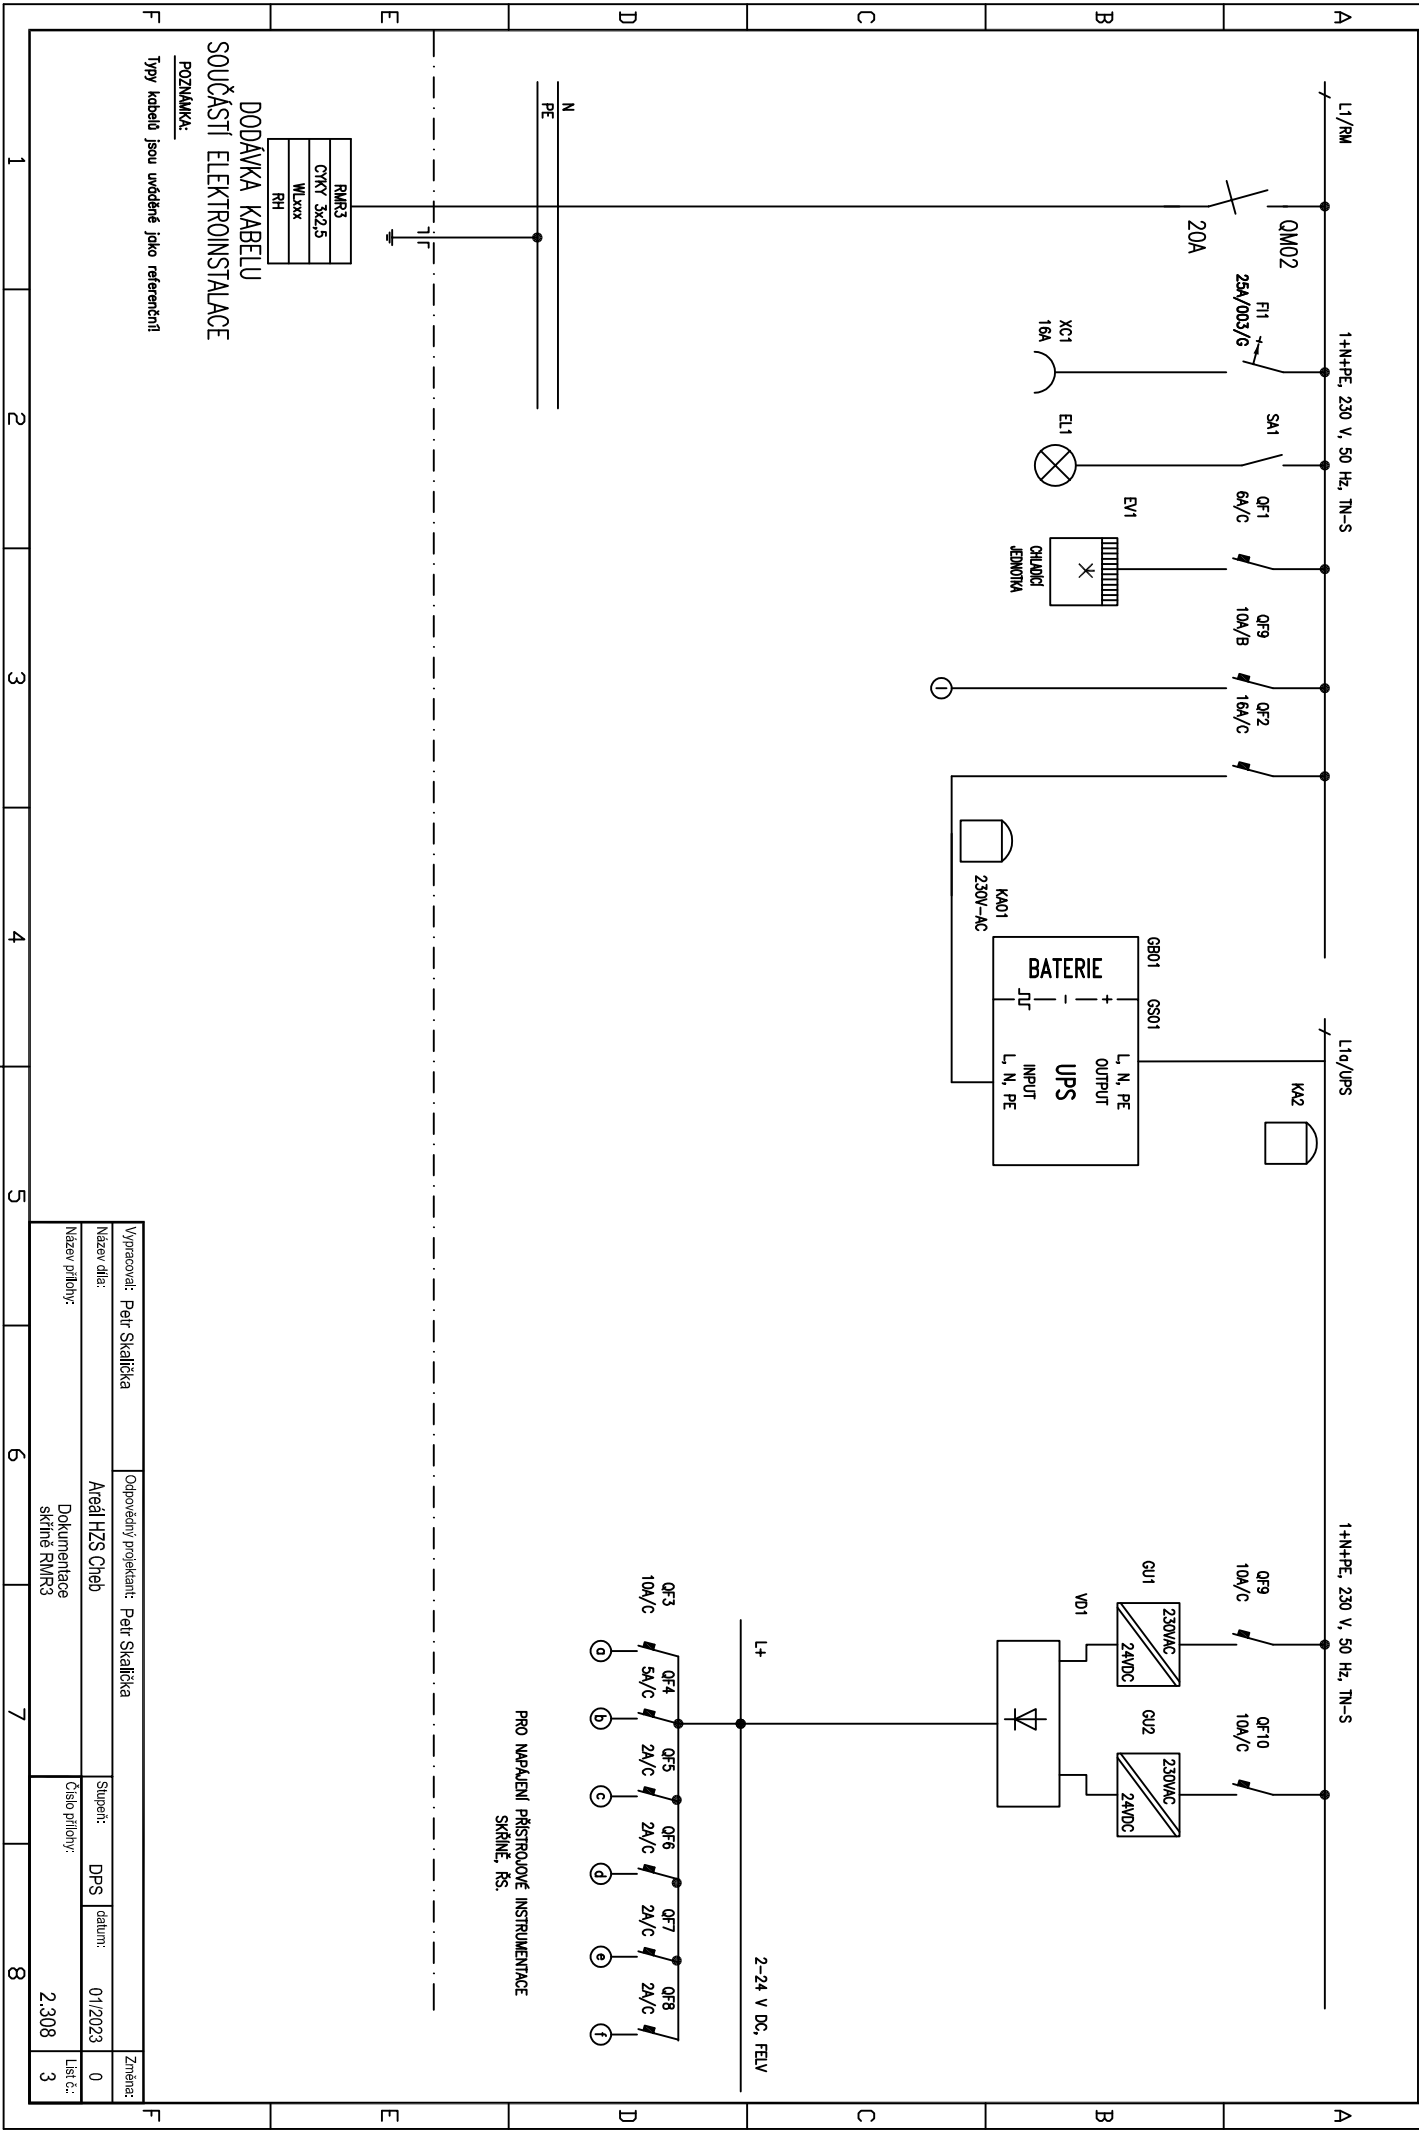 A
B
C
D
E
F
L1/RM
1+N+PE, 230 V, 50 Hz, TN-S
L1a/UPS
1+N+PE, 230 V, 50 Hz, TN-S
QM02
20A
FI1
25A/003/G
SA1
QF1
6A/C
QF9
10A/B
QF2
16A/C
KA2
QF9
10A/C
QF10
10A/C
XC1
16A
EL1
EV1
CHLADÍCÍ
JEDNOTKA
1
KA01
230V-AC
GB01
GS01
BATERIE
+
-
L, N, PE
OUTPUT
UPS
INPUT
L, N, PE
GU1
230VAC
24VDC
GU2
230VAC
24VDC
VD1
L+
2-24 V DC, FELV
QF3
10A/C
QF4
5A/C
QF5
2A/C
QF6
2A/C
QF7
2A/C
QF8
2A/C
a
b
c
d
e
f
PRO NAPÁJENÍ PŘÍSTROJOVÉ INSTRUMENTACE
SKŘÍNĚ, ŘS.
N
PE
RMR3
CYKY 3x2,5
WLxxx
RH
DODÁVKA KABELU
SOUČÁSTÍ ELEKTROINSTALACE
POZNÁMKA:
Typy kabelů jsou uváděné jako referenční!
Vypracoval: Petr Skalička
Odpovědný projektant: Petr Skalička
Změna:
Název díla:
Areál HZS Cheb
Stupeň: DPS
datum: 01/2023
0
Název přílohy:
Dokumentace
skříně RMR3
Číslo přílohy:
2.308
List č.:
3
1
2
3
4
5
6
7
8
A
B
C
D
E
F